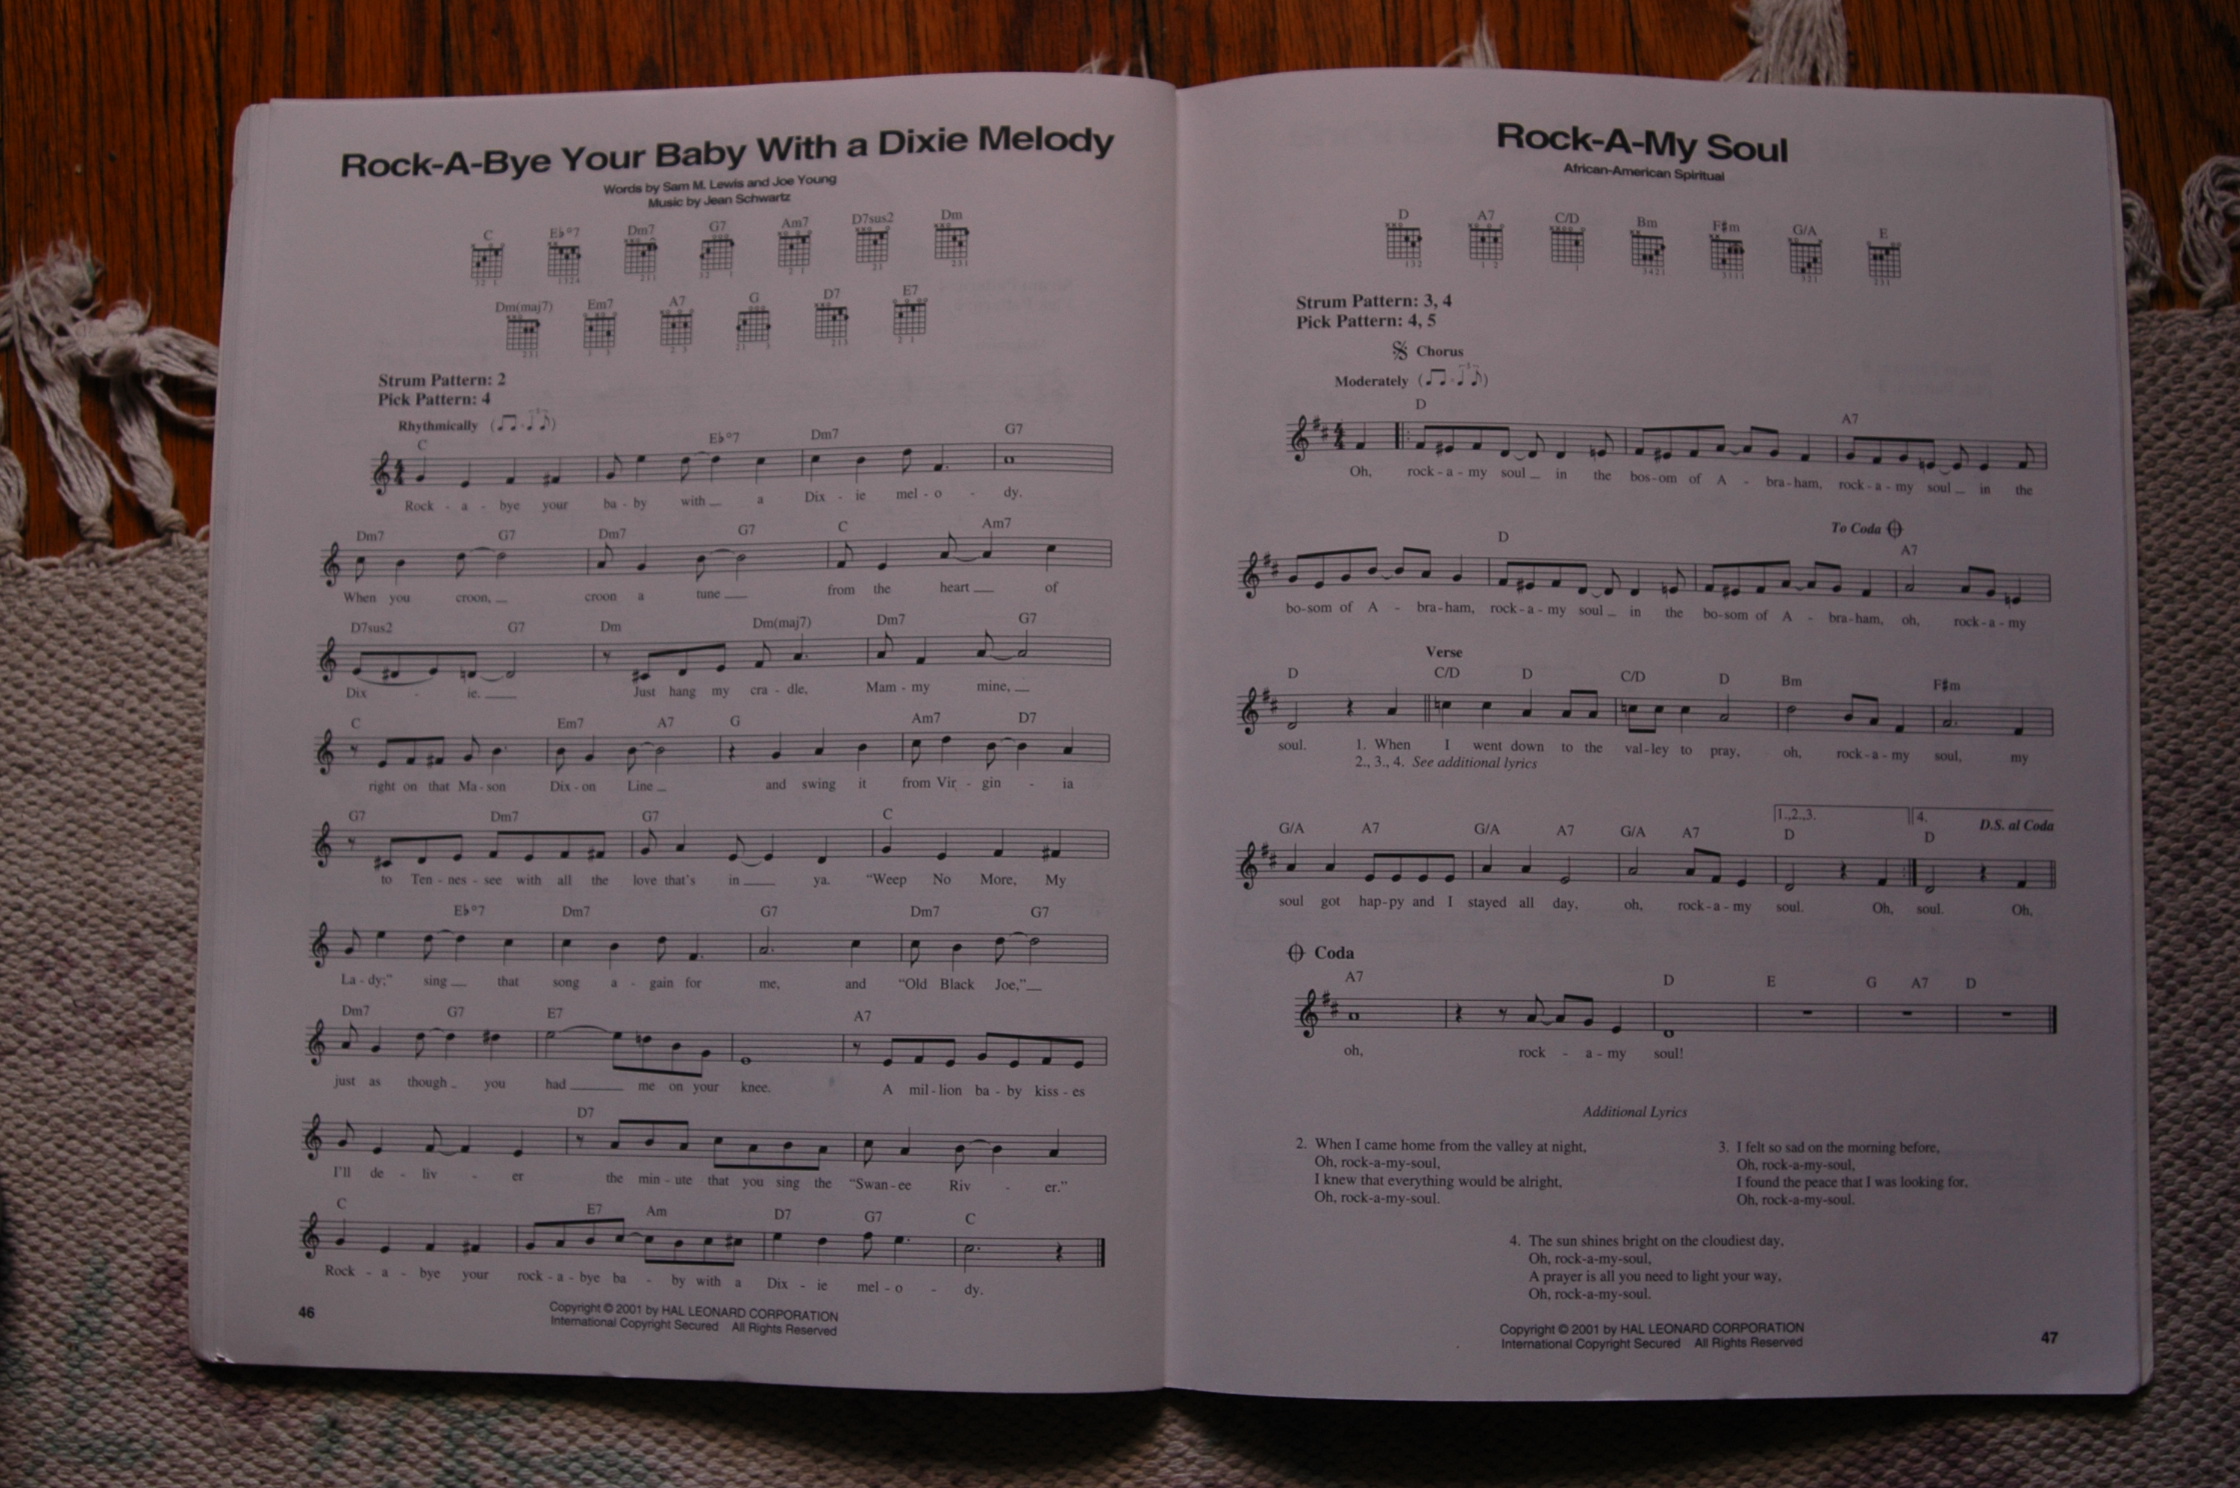 Rock-A-Bye Your Baby With a Dixie Melody
Words by Sam M. Lewis and Joe Young
Music by Jean Schwartz
C E♭°7 Dm7 G7 Am7 D7sus2 Dm
Dm(maj7) Em7 A7 G D7 E7
Strum Pattern: 2
Pick Pattern: 4
Rhythmically
C E♭°7 Dm7 G7
Rock - a - bye your ba - by with a Dix - ie mel - o - dy.
Dm7 G7 Dm7 G7 C Am7
When you croon, croon a tune from the heart of
D7sus2 G7 Dm Dm(maj7) Dm7 G7
Dix - ie. Just hang my cra - dle, Mam - my mine,
C Em7 A7 G Am7 D7
right on that Ma - son Dix - on Line and swing it from Vir - gin - ia
G7 Dm7 G7 C
to Ten - nes - see with all the love that's in ya. "Weep No More, My
E♭°7 Dm7 G7 Dm7 G7
La - dy;" sing that song a - gain for me, and "Old Black Joe,"
Dm7 G7 E7 A7
just as though you had me on your knee. A mil - lion ba - by kiss - es
D7
I'll de - liv - er the min - ute that you sing the "Swan - ee Riv - er."
C E7 Am D7 G7 C
Rock - a - bye your rock - a - bye ba - by with a Dix - ie mel - o - dy.
46
Copyright © 2001 by HAL LEONARD CORPORATION
International Copyright Secured All Rights Reserved
Rock-A-My Soul
African-American Spiritual
D A7 C/D Bm F♯m G/A E
Strum Pattern: 3, 4
Pick Pattern: 4, 5
Chorus
Moderately
D A7
Oh, rock - a - my soul in the bos - om of A - bra - ham, rock - a - my soul in the
To Coda
D A7
bo - som of A - bra - ham, rock - a - my soul in the bo - som of A - bra - ham, oh, rock - a - my
Verse
D C/D D C/D D Bm F♯m
soul. 1. When I went down to the val - ley to pray, oh, rock - a - my soul, my
2., 3., 4. See additional lyrics
1.,2.,3. 4. D.S. al Coda
G/A A7 G/A A7 G/A A7 D D
soul got hap - py and I stayed all day, oh, rock - a - my soul. Oh, soul. Oh,
Coda
A7 D E G A7 D
oh, rock - a - my soul!
Additional Lyrics
2. When I came home from the valley at night,
Oh, rock-a-my-soul,
I knew that everything would be alright,
Oh, rock-a-my-soul.
3. I felt so sad on the morning before,
Oh, rock-a-my-soul,
I found the peace that I was looking for,
Oh, rock-a-my-soul.
4. The sun shines bright on the cloudiest day,
Oh, rock-a-my-soul,
A prayer is all you need to light your way,
Oh, rock-a-my-soul.
Copyright © 2001 by HAL LEONARD CORPORATION
International Copyright Secured All Rights Reserved
47